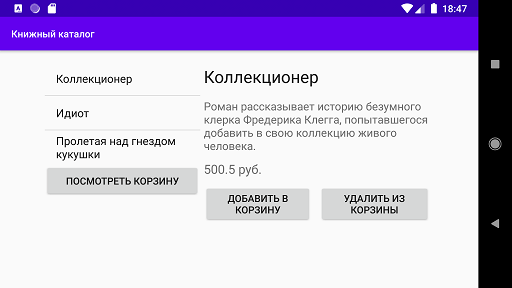 18:47
Книжный каталог
Коллекционер
Идиот
Пролетая над гнездом
кукушки
ПОСМОТРЕТЬ КОРЗИНУ
Коллекционер
Роман рассказывает историю безумного
клерка Фредерика Клегга, попытавшегося
добавить в свою коллекцию живого
человека.
500.5 руб.
ДОБАВИТЬ В
КОРЗИНУ
УДАЛИТЬ ИЗ
КОРЗИНЫ